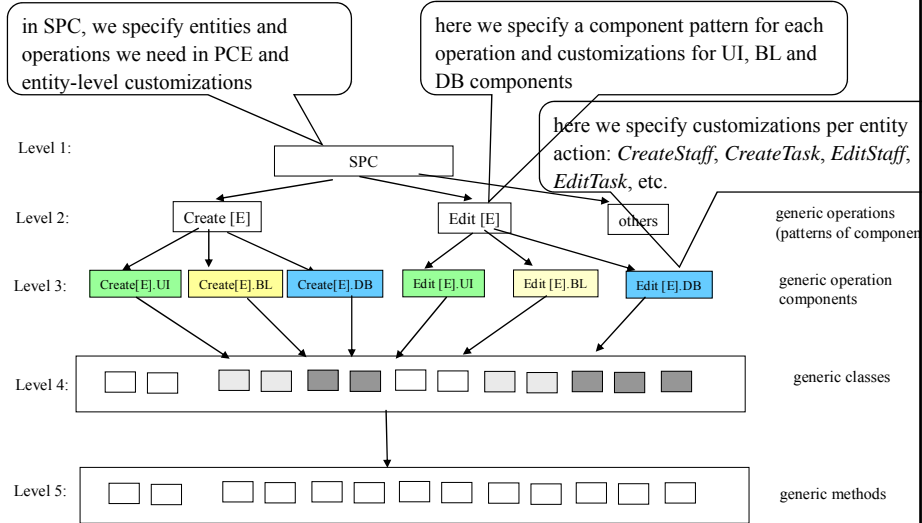 in SPC, we specify entities and
operations we need in PCE and
entity-level customizations
here we specify a component pattern for each
operation and customizations for UI, BL and
DB components
here we specify customizations per entity
action: CreateStaff, CreateTask, EditStaff,
EditTask, etc.
Level 1:
SPC
Level 2:
Create [E]
Edit [E]
others
generic operations
(patterns of componen
Level 3:
Create[E].UI
Create[E].BL
Create[E].DB
Edit [E].UI
Edit [E].BL
Edit [E].DB
generic operation
components
Level 4:
generic classes
Level 5:
generic methods